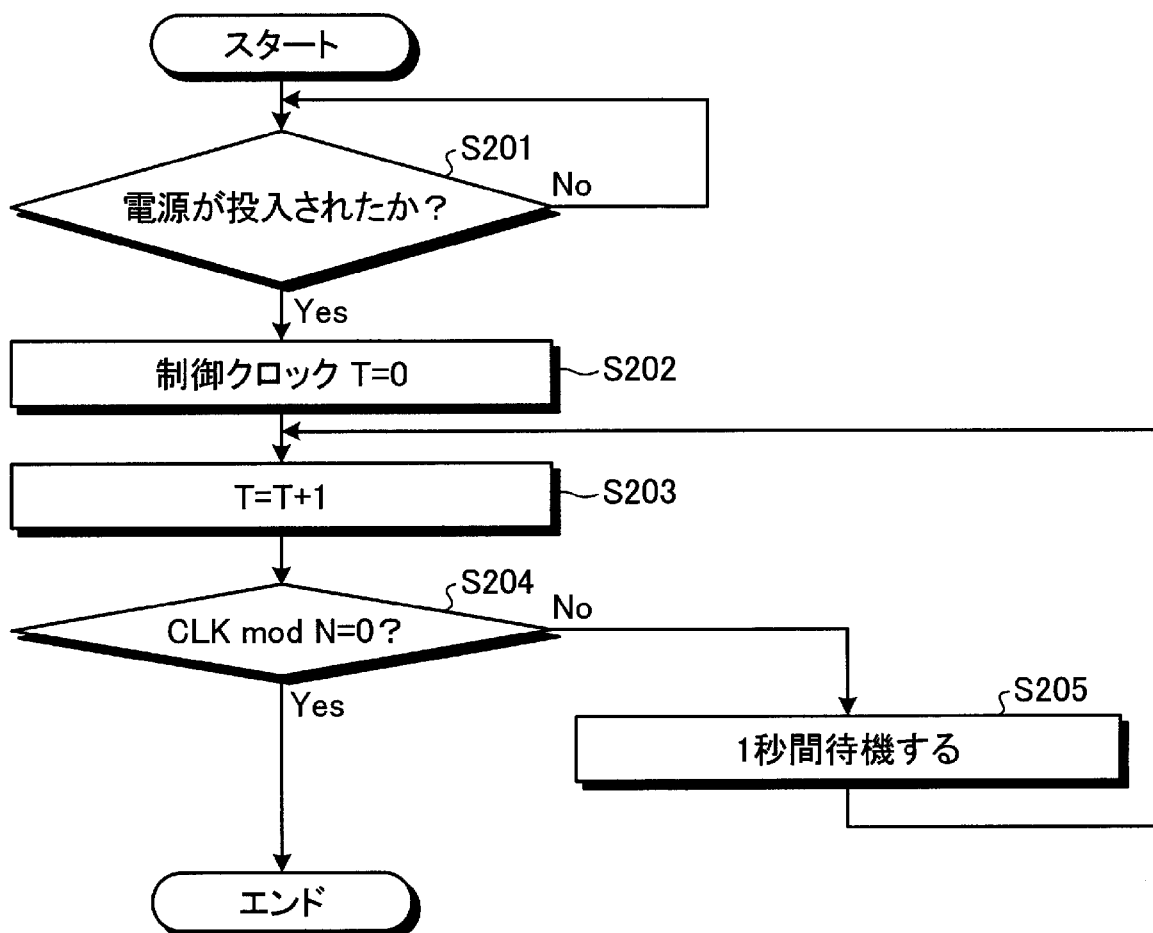 スタート
S201
電源が投入されたか？
No
Yes
制御クロック T=0
S202
T=T+1
S203
S204
CLK mod N=0？
No
Yes
S205
1秒間待機する
エンド